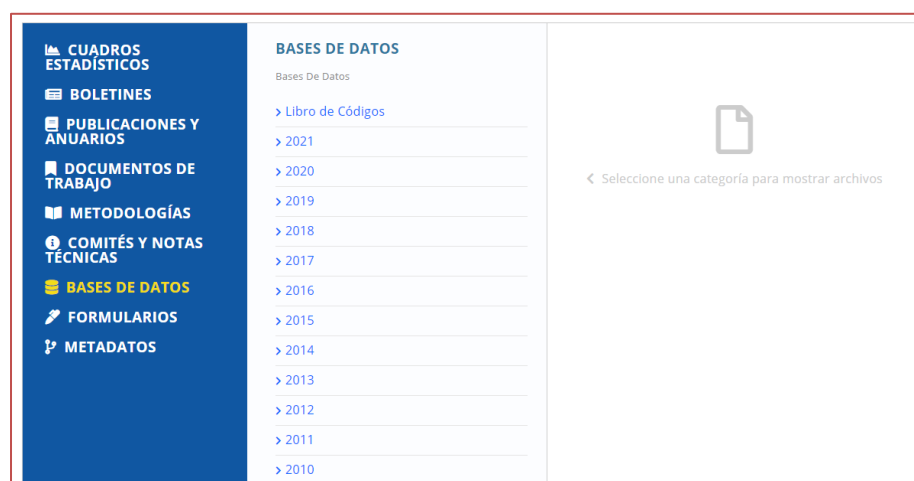 CUADROS
ESTADÍSTICOS
BOLETINES
PUBLICACIONES Y
ANUARIOS
DOCUMENTOS DE
TRABAJO
METODOLOGÍAS
COMITÉS Y NOTAS
TÉCNICAS
BASES DE DATOS
FORMULARIOS
METADATOS
BASES DE DATOS
Bases De Datos
Libro de Códigos
2021
2020
2019
2018
2017
2016
2015
2014
2013
2012
2011
2010
Seleccione una categoría para mostrar archivos